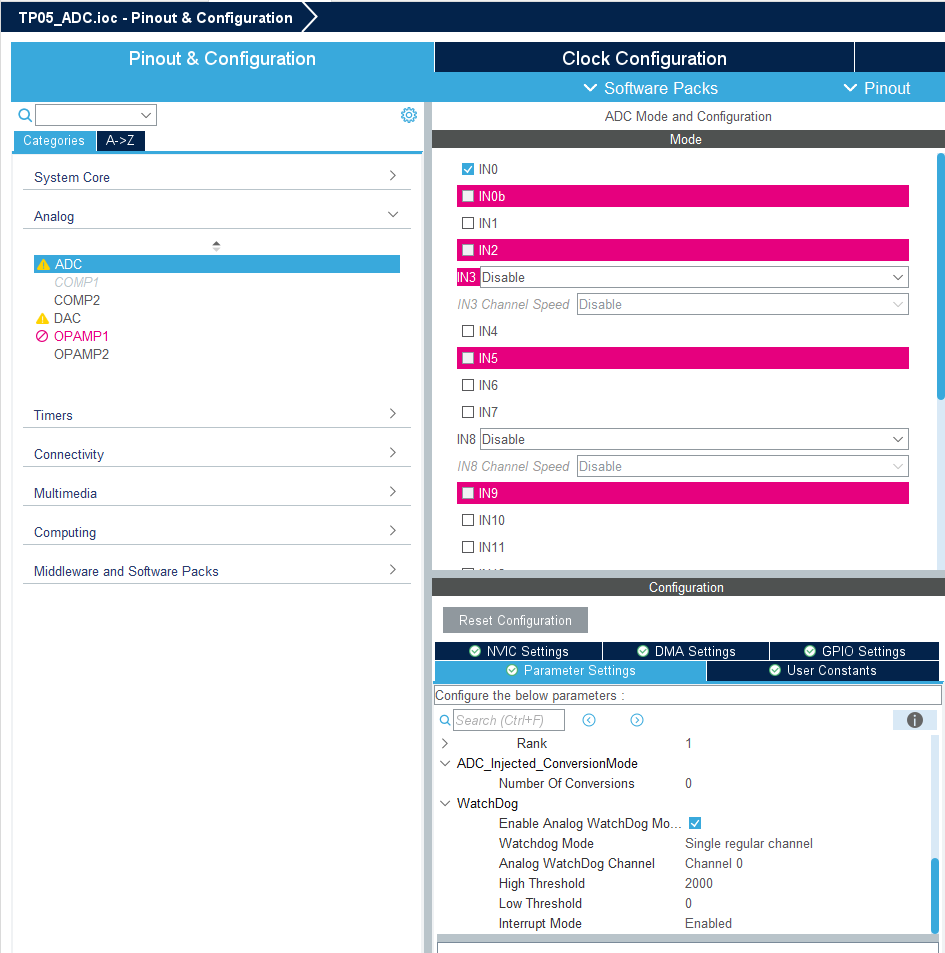 TP05_ADC.ioc - Pinout & Configuration
Pinout & Configuration
Clock Configuration
Software Packs
Pinout
Categories
A->Z
System Core
Analog
ADC
COMP1
COMP2
DAC
OPAMP1
OPAMP2
Timers
Connectivity
Multimedia
Computing
Middleware and Software Packs
ADC Mode and Configuration
Mode
IN0
IN0b
IN1
IN2
IN3 Disable
IN3 Channel Speed Disable
IN4
IN5
IN6
IN7
IN8 Disable
IN8 Channel Speed Disable
IN9
IN10
IN11
Configuration
Reset Configuration
NVIC Settings
DMA Settings
GPIO Settings
Parameter Settings
User Constants
Configure the below parameters :
Search (Ctrl+F)
Rank 1
ADC_Injected_ConversionMode
Number Of Conversions 0
WatchDog
Enable Analog WatchDog Mo...
Watchdog Mode Single regular channel
Analog WatchDog Channel Channel 0
High Threshold 2000
Low Threshold 0
Interrupt Mode Enabled